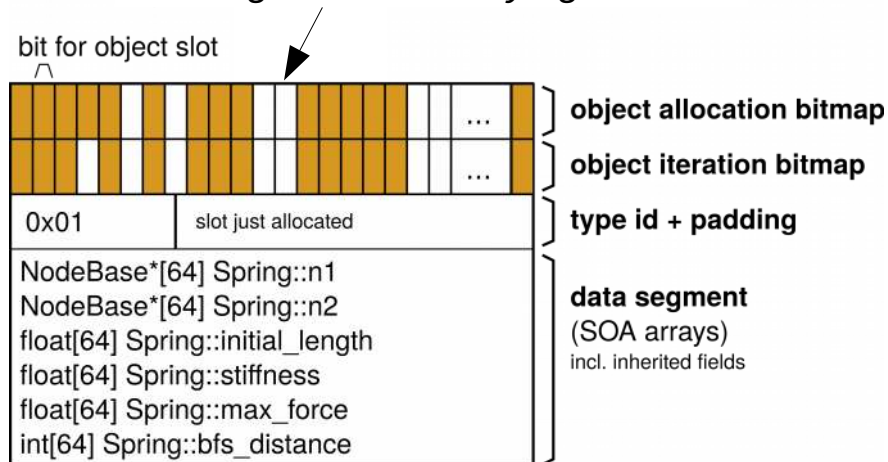 bit for object slot
...
object allocation bitmap
...
object iteration bitmap
0x01
slot just allocated
type id + padding
NodeBase*[64] Spring::n1
NodeBase*[64] Spring::n2
float[64] Spring::initial_length
float[64] Spring::stiffness
float[64] Spring::max_force
int[64] Spring::bfs_distance
data segment
(SOA arrays)
incl. inherited fields